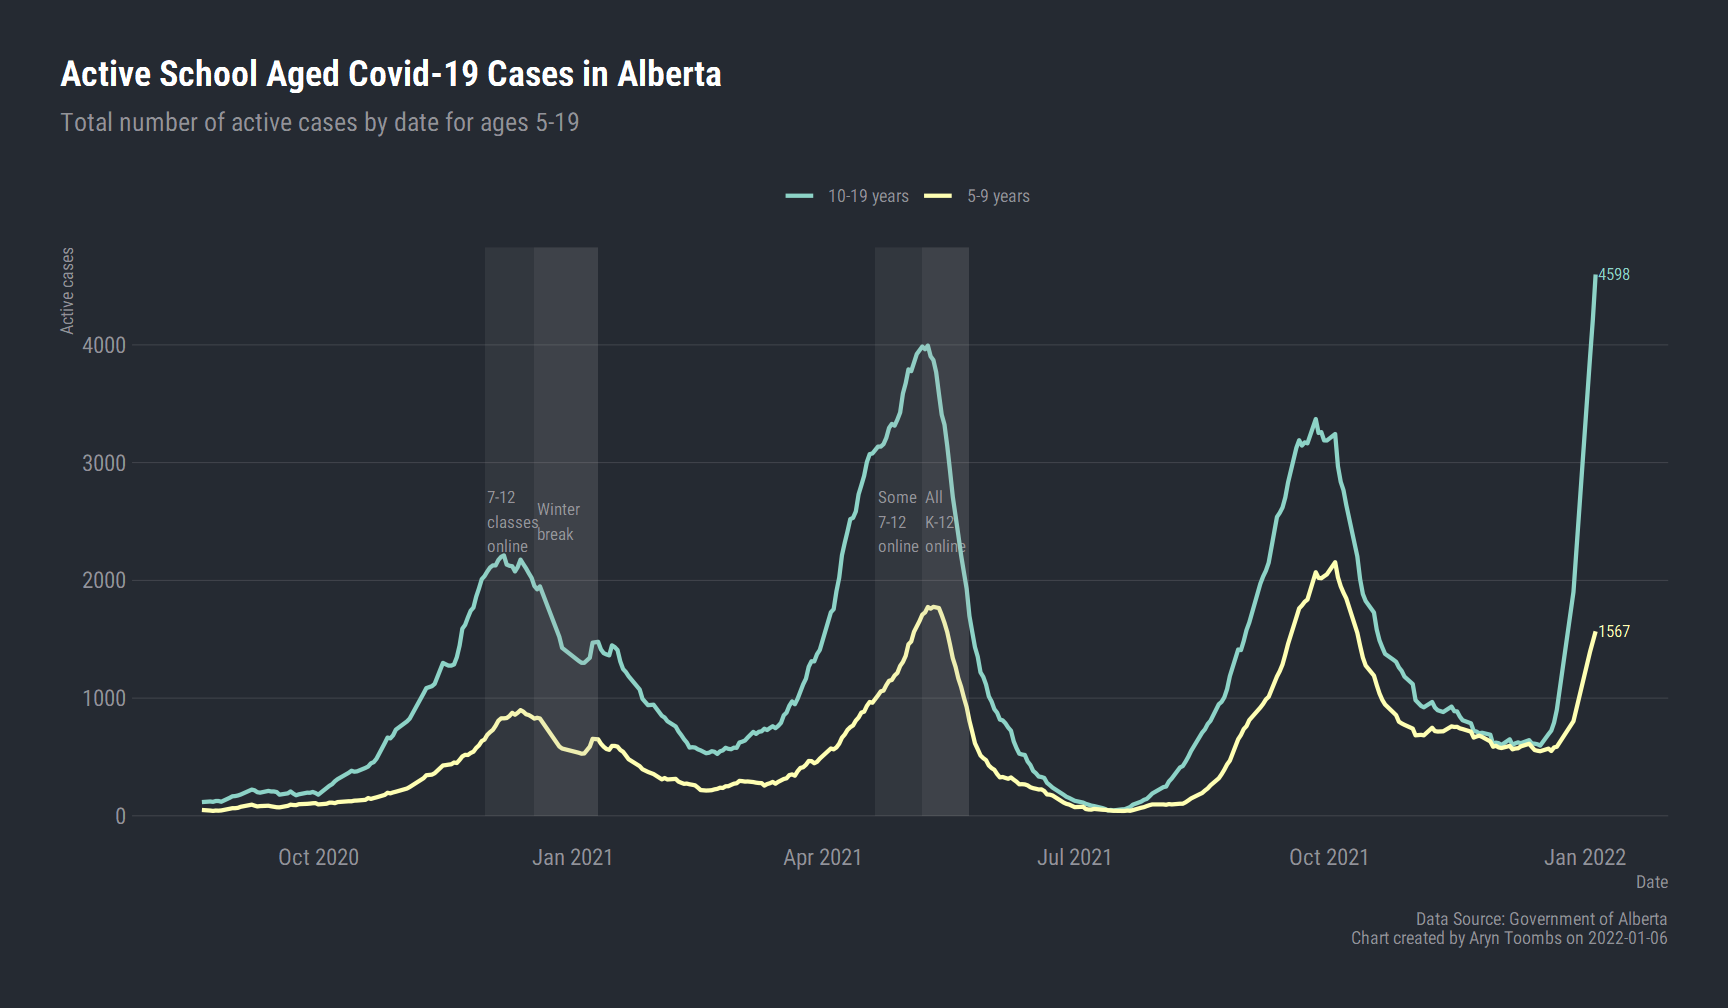 Active School Aged Covid-19 Cases in Alberta
Total number of active cases by date for ages 5-19
10-19 years 5-9 years
Active cases
4598
4000
3000
7-12
classes
online
Winter
break
Some
7-12
online
All
K-12
online
2000
1567
1000
0
Oct 2020 Jan 2021 Apr 2021 Jul 2021 Oct 2021 Jan 2022
Date
Data Source: Government of Alberta
Chart created by Aryn Toombs on 2022-01-06